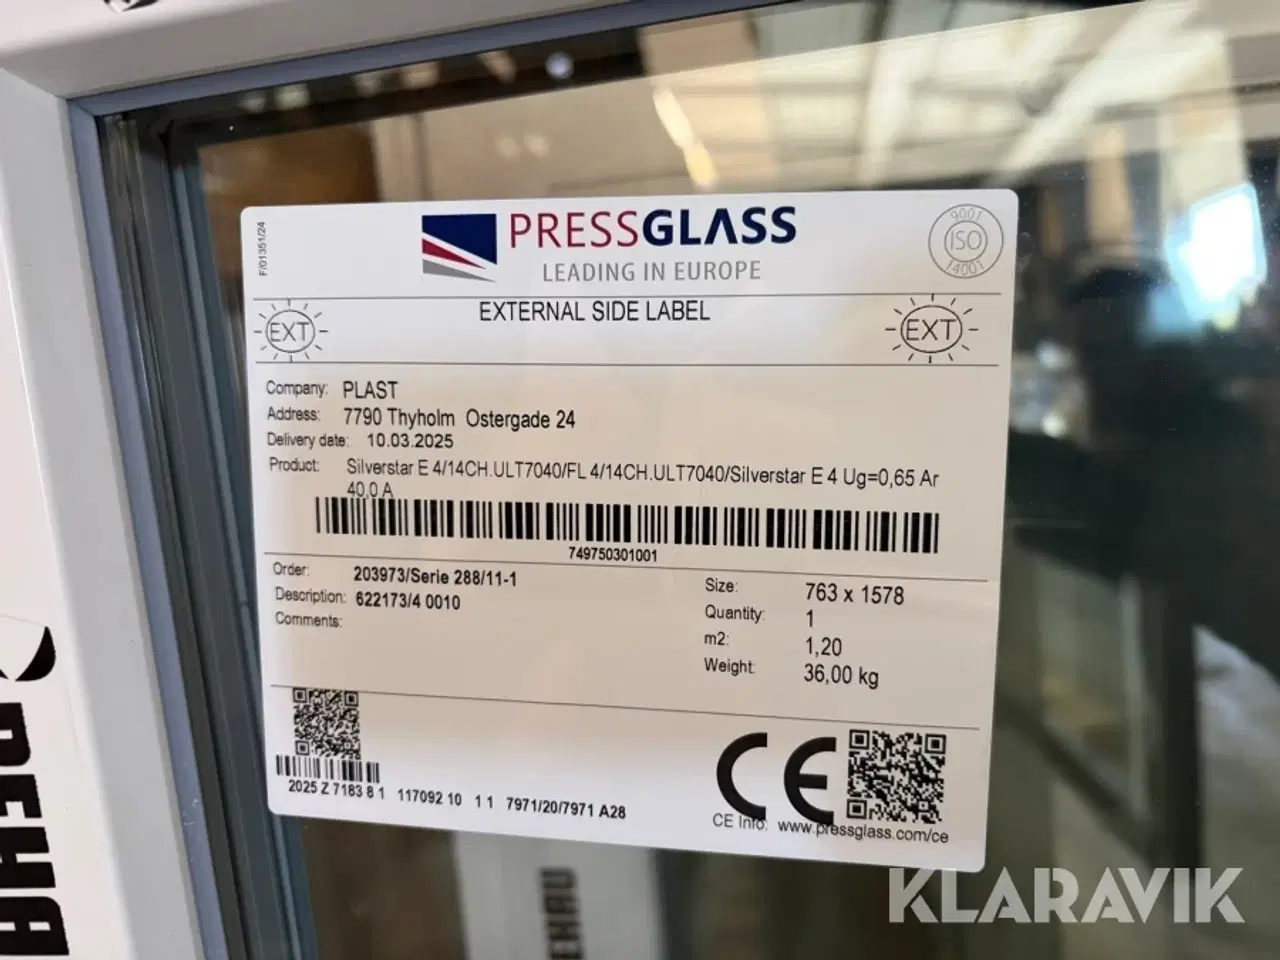 F/01351/24
PRESSGLASS
LEADING IN EUROPE
9001
ISO
14001
EXT
EXTERNAL SIDE LABEL
EXT
Company: PLAST
Address: 7790 Thyholm Ostergade 24
Delivery date: 10.03.2025
Product: Silverstar E 4/14CH.ULT7040/FL 4/14CH.ULT7040/Silverstar E 4 Ug=0,65 Ar
40,0 A
749750301001
Order: 203973/Serie 288/11-1
Description: 622173/4 0010
Comments:
Size: 763 x 1578
Quantity: 1
m2: 1,20
Weight: 36,00 kg
2025 Z 7183 8 1 117092 10 1 1 7971/20/7971 A28
CE
CE Info: www.pressglass.com/ce
REHA
EHAU
KLARAVIK